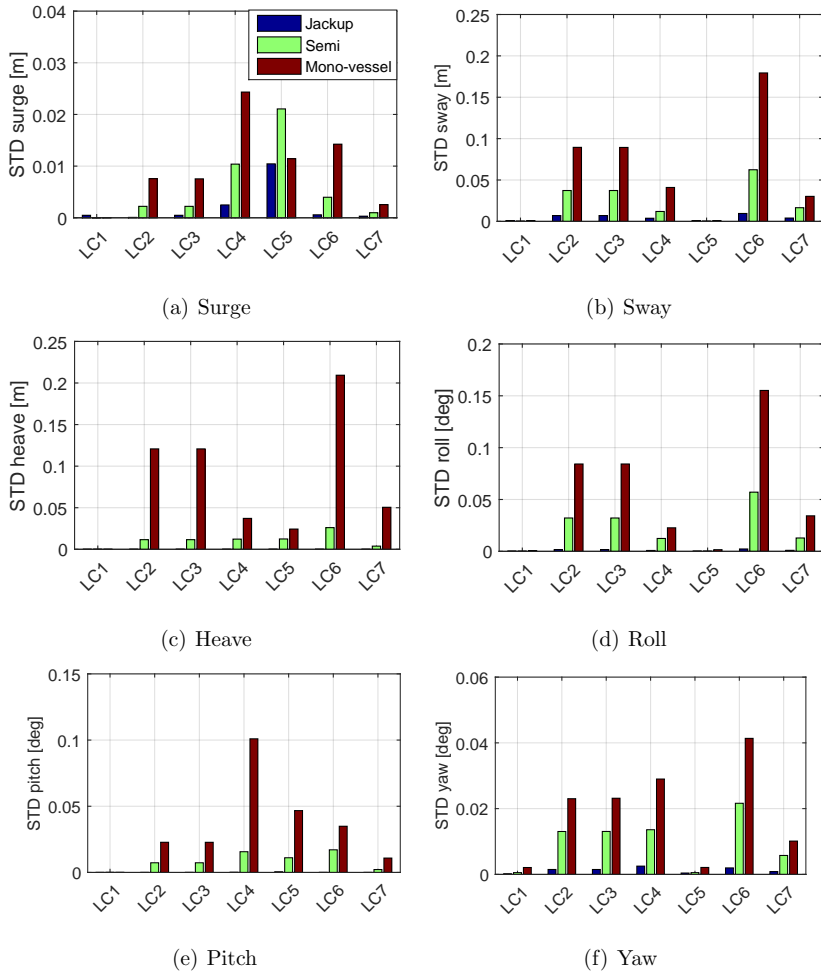 0.04
0.03
0.02
0.01
0
STD surge [m]
Jackup
Semi
Mono-vessel
LC1 LC2 LC3 LC4 LC5 LC6 LC7
(a) Surge
0.25
0.2
0.15
0.1
0.05
0
STD sway [m]
LC1 LC2 LC3 LC4 LC5 LC6 LC7
(b) Sway
0.25
0.2
0.15
0.1
0.05
0
STD heave [m]
LC1 LC2 LC3 LC4 LC5 LC6 LC7
(c) Heave
0.2
0.15
0.1
0.05
0
STD roll [deg]
LC1 LC2 LC3 LC4 LC5 LC6 LC7
(d) Roll
0.15
0.1
0.05
0
STD pitch [deg]
LC1 LC2 LC3 LC4 LC5 LC6 LC7
(e) Pitch
0.06
0.04
0.02
0
STD yaw [deg]
LC1 LC2 LC3 LC4 LC5 LC6 LC7
(f) Yaw